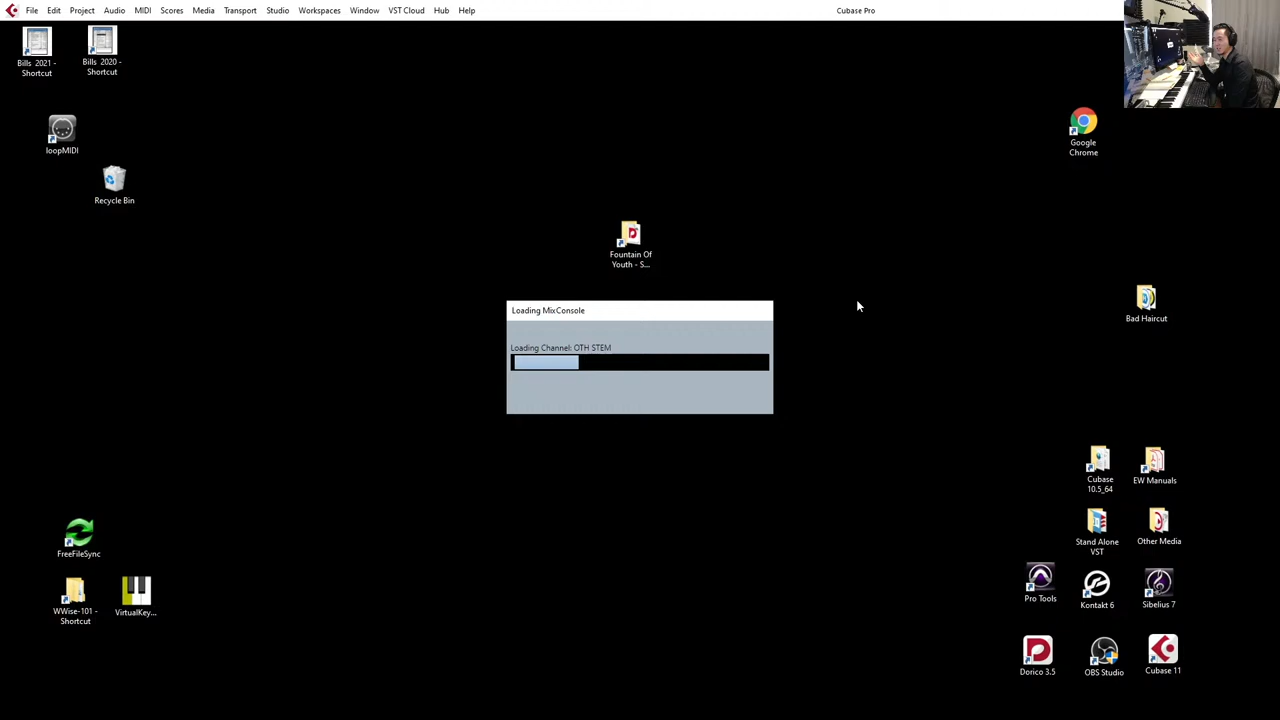 File Edit Project Audio MIDI Scores Media Transport Studio Workspaces Window VST Cloud Hub Help
Cubase Pro
Bills 2021 -
Shortcut
Bills 2020 -
Shortcut
loopMIDI
Recycle Bin
Google
Chrome
Fountain Of
Youth - S...
Bad Haircut
Loading MixConsole
Loading Channel: OTH STEM
Cubase
10.5_64
EW Manuals
Stand Alone
VST
Other Media
FreeFileSync
WWise-101 -
Shortcut
VirtualKey...
Pro Tools
Kontakt 6
Sibelius 7
Dorico 3.5
OBS Studio
Cubase 11